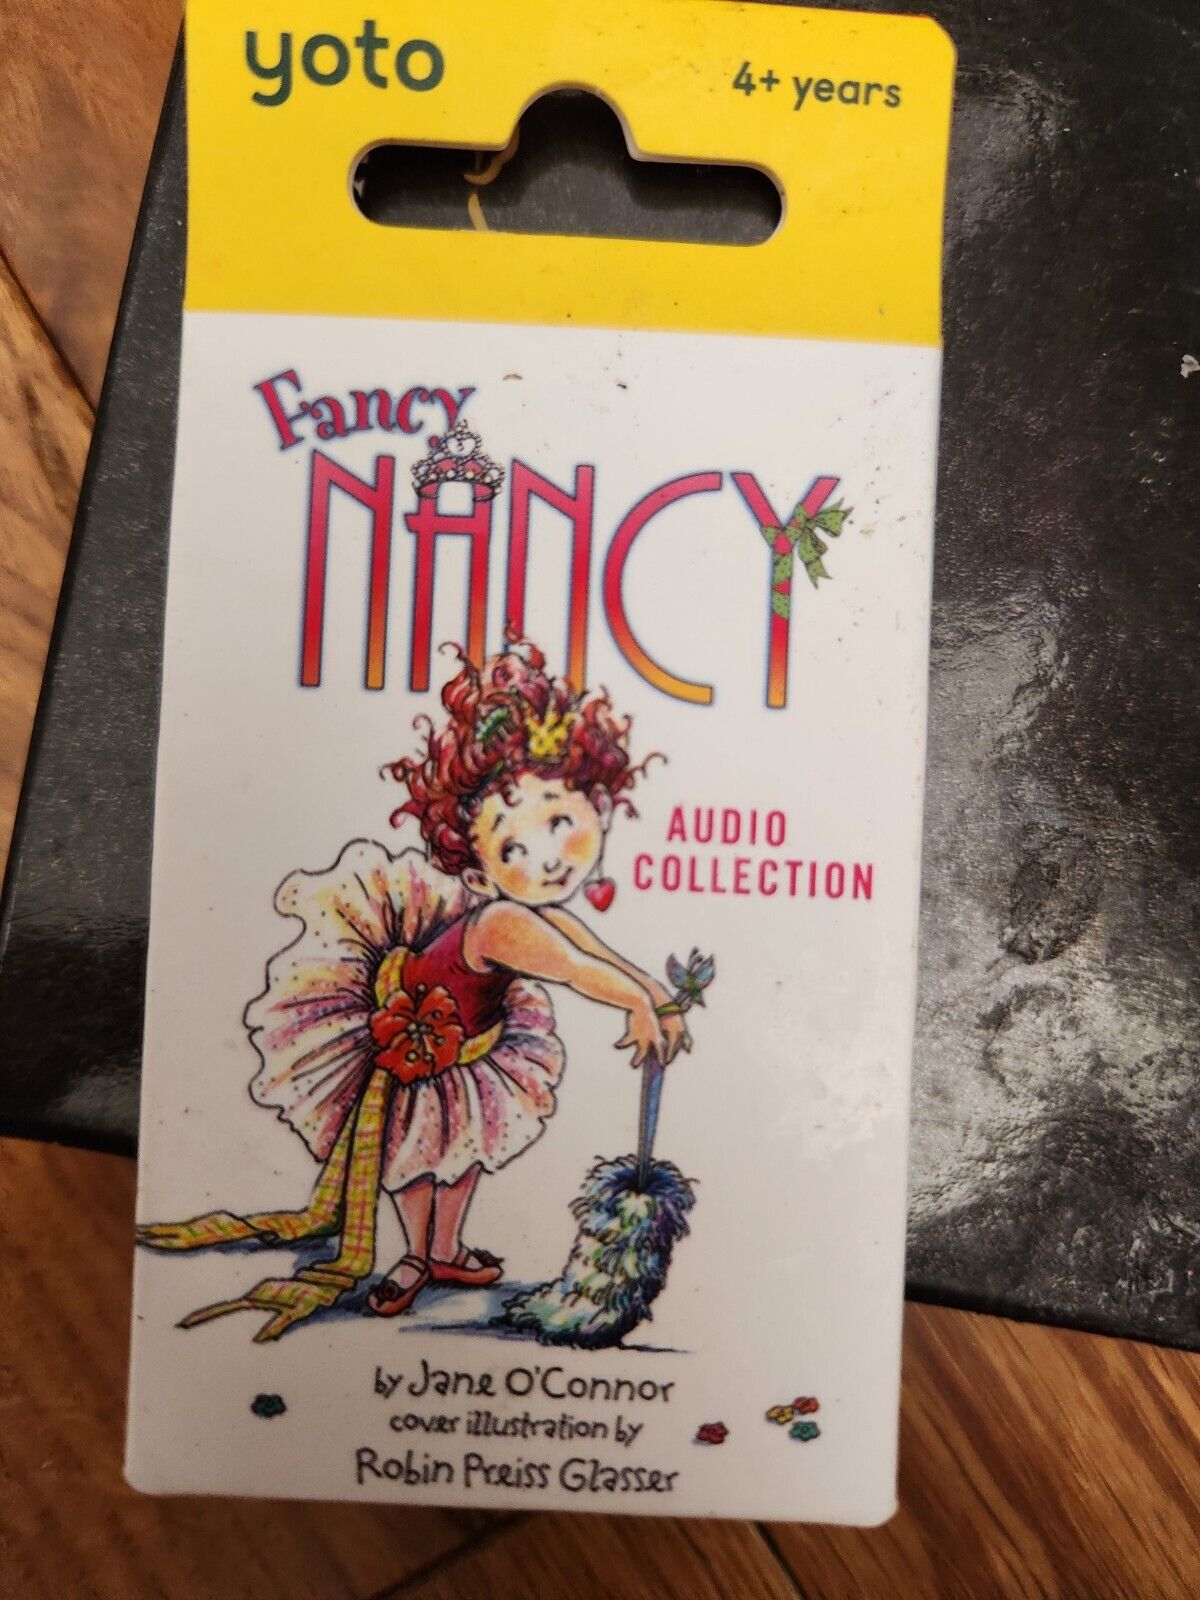 yoto
4+ years
Fancy
NANCY
AUDIO
COLLECTION
by Jane O'Connor
cover illustration by
Robin Preiss Glasser